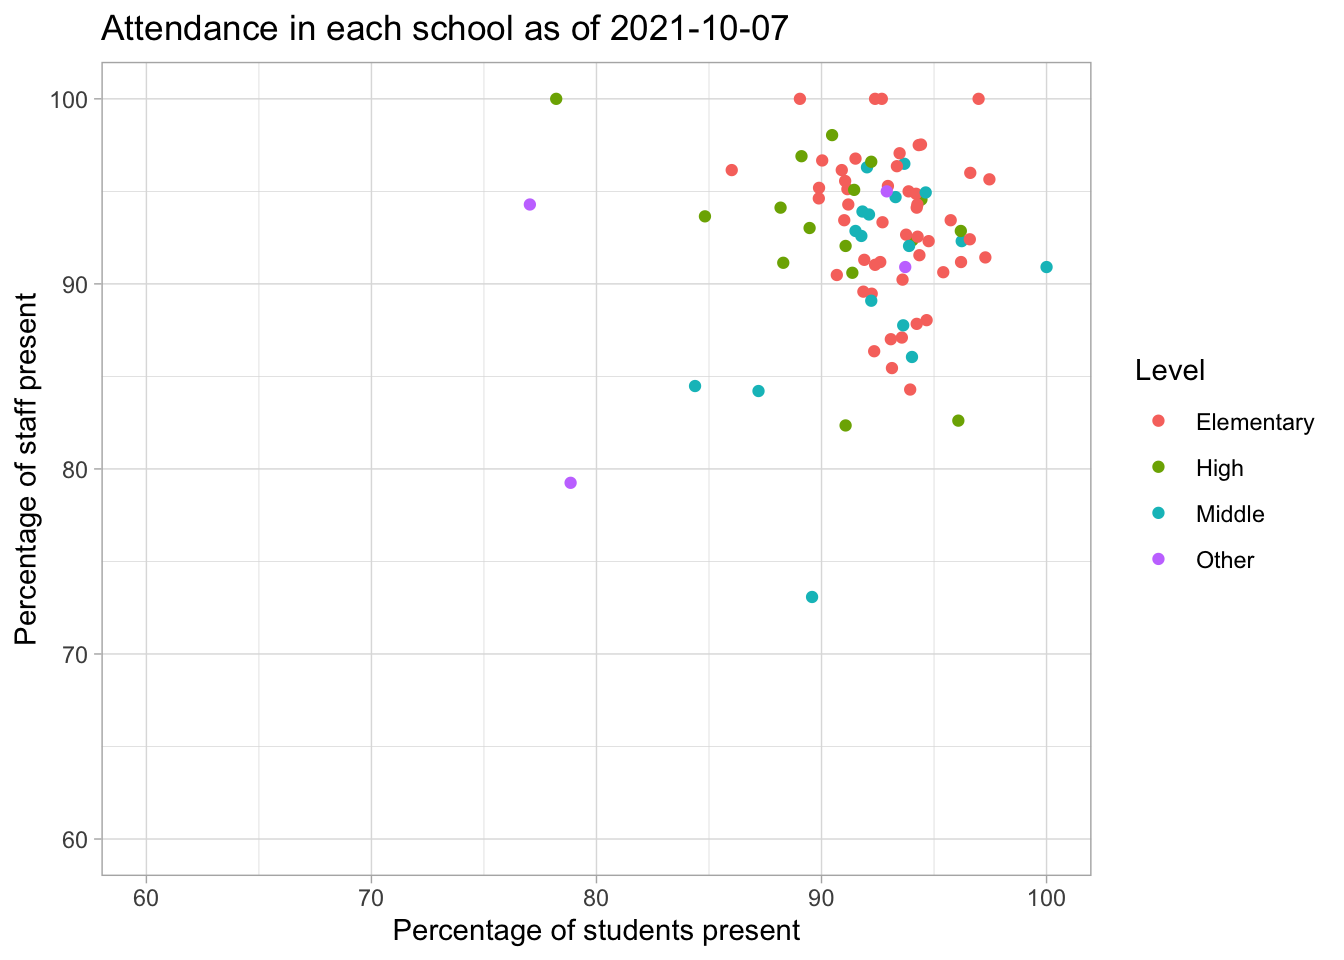 Attendance in each school as of 2021-10-07
100
90
80
70
60
Percentage of staff present
60 70 80 90 100
Percentage of students present
Level
Elementary
High
Middle
Other